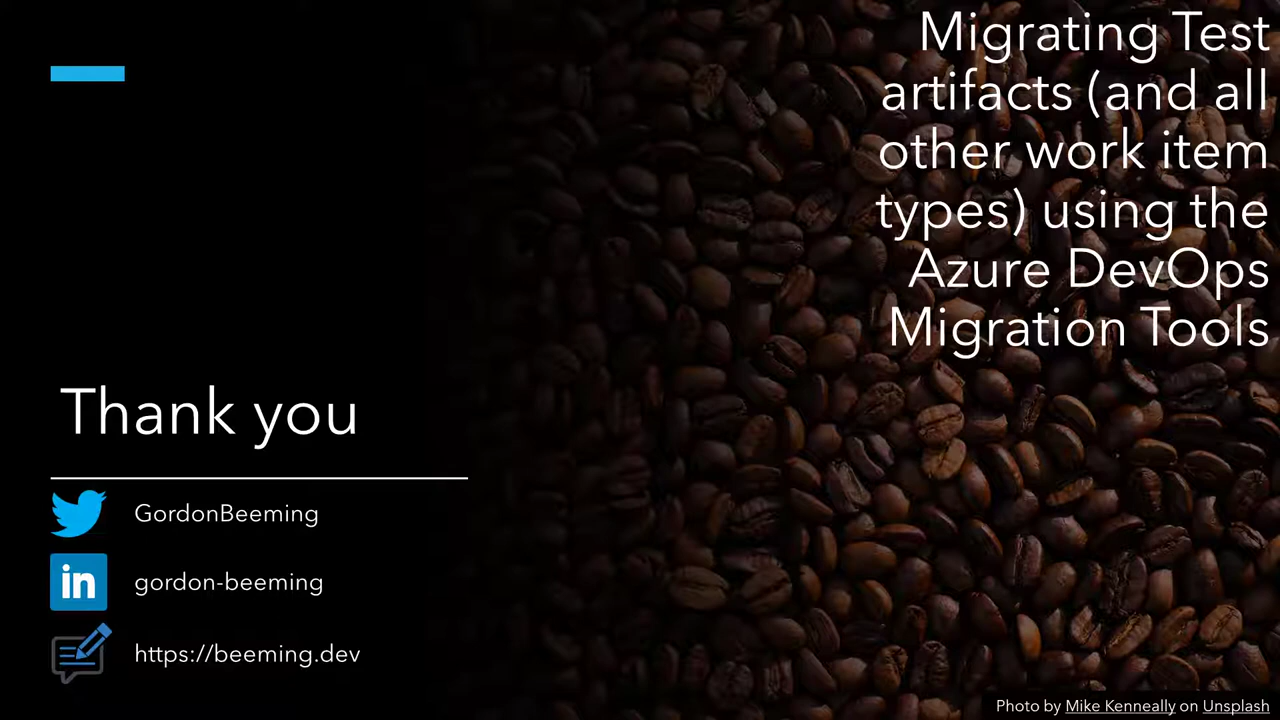 Migrating Test
artifacts (and all
other work item
types) using the
Azure DevOps
Migration Tools
Thank you
GordonBeeming
in
gordon-beeming
https://beeming.dev
Photo by Mike Kenneally on Unsplash